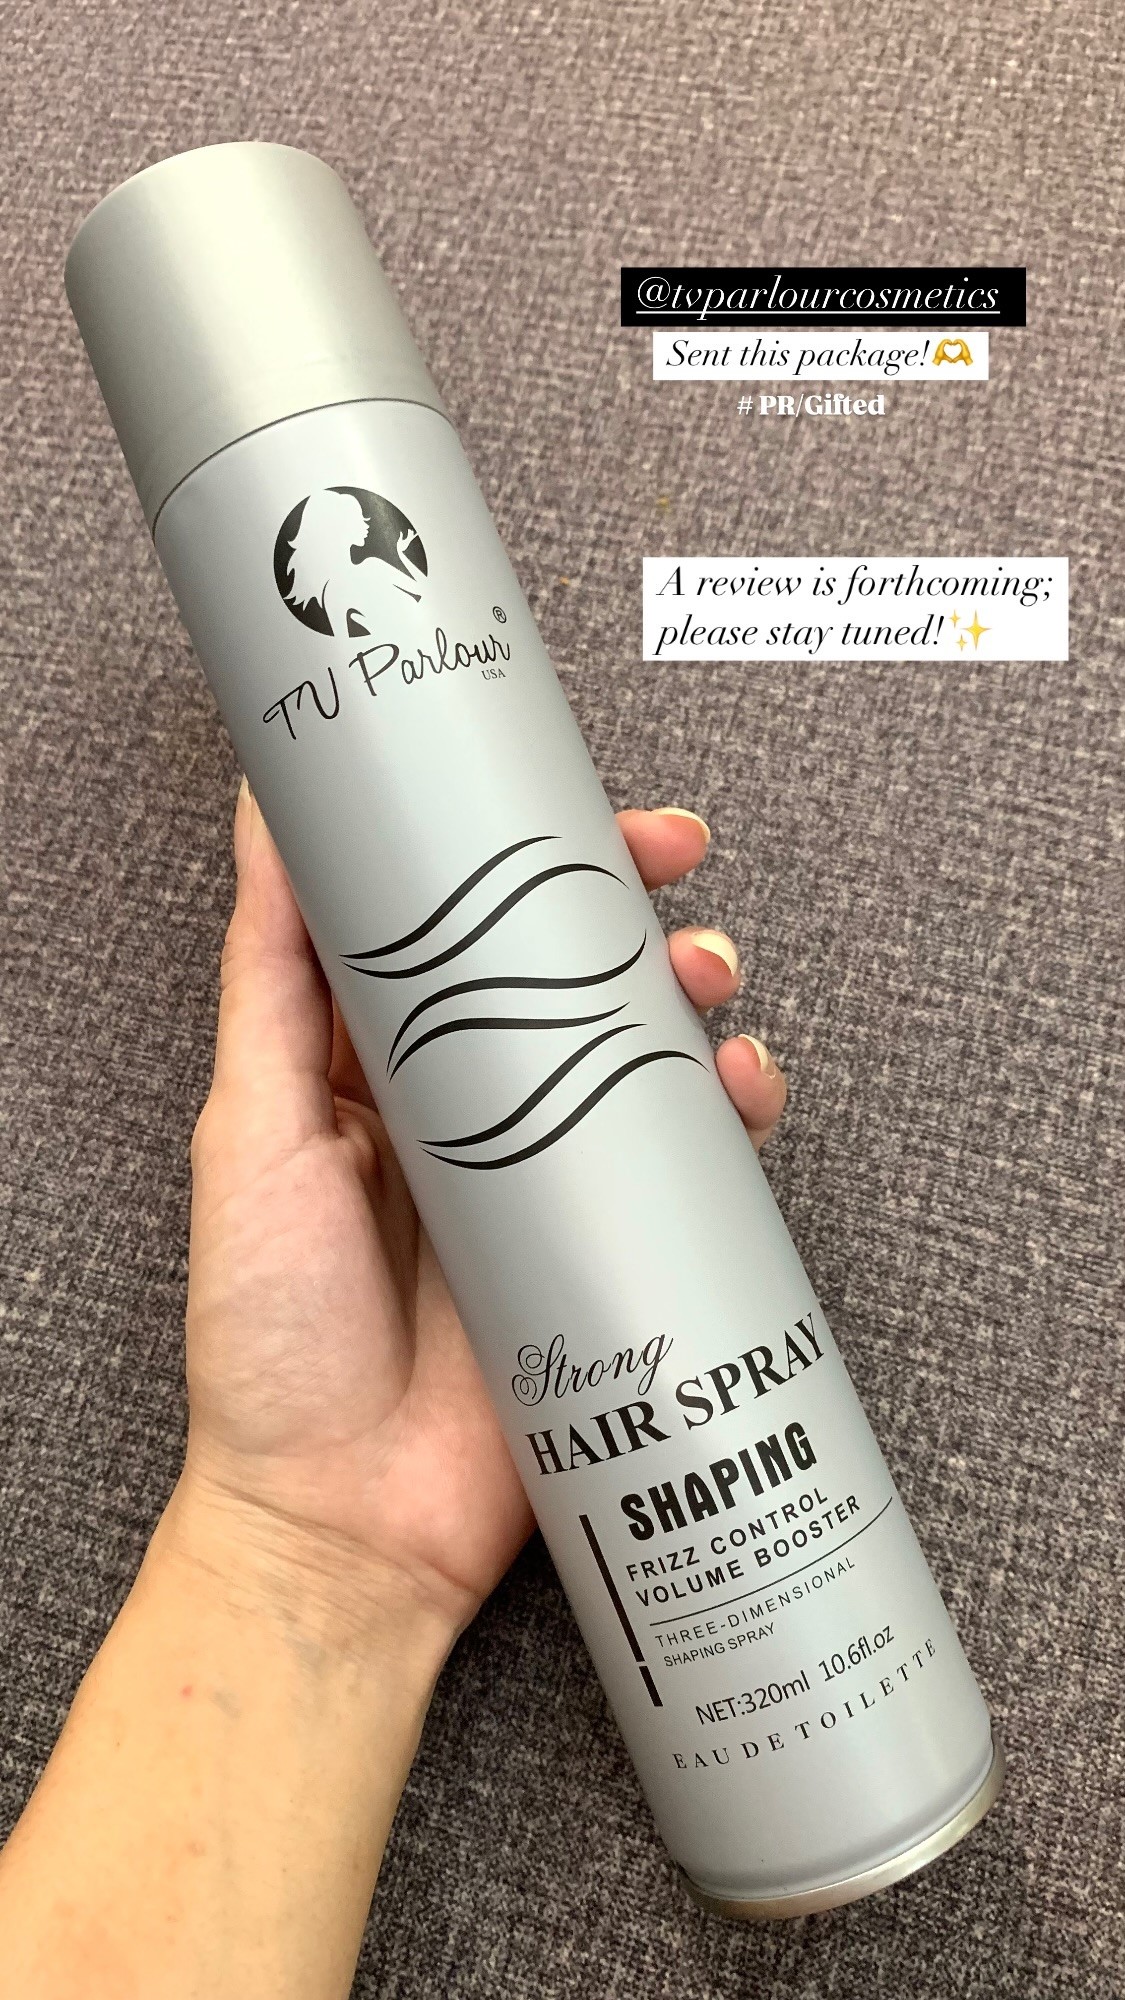 @tvparlourcosmetics
Sent this package!🫶
# PR/Gifted
A review is forthcoming;
please stay tuned!✨
TV Parlour®
USA
Strong
HAIR SPRAY
SHAPING
FRIZZ CONTROL
VOLUME BOOSTER
THREE-DIMENSIONAL
SHAPING SPRAY
NET:320ml 10.6fl.oz
EAU DE TOILETTE